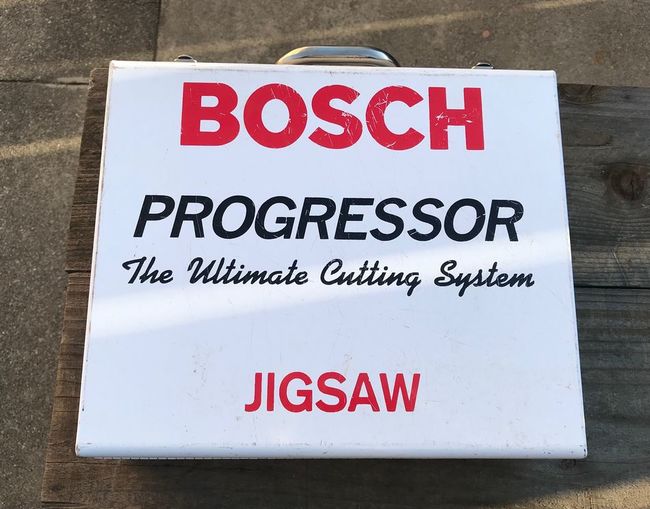 BOSCH
PROGRESSOR
The Ultimate Cutting System
JIGSAW